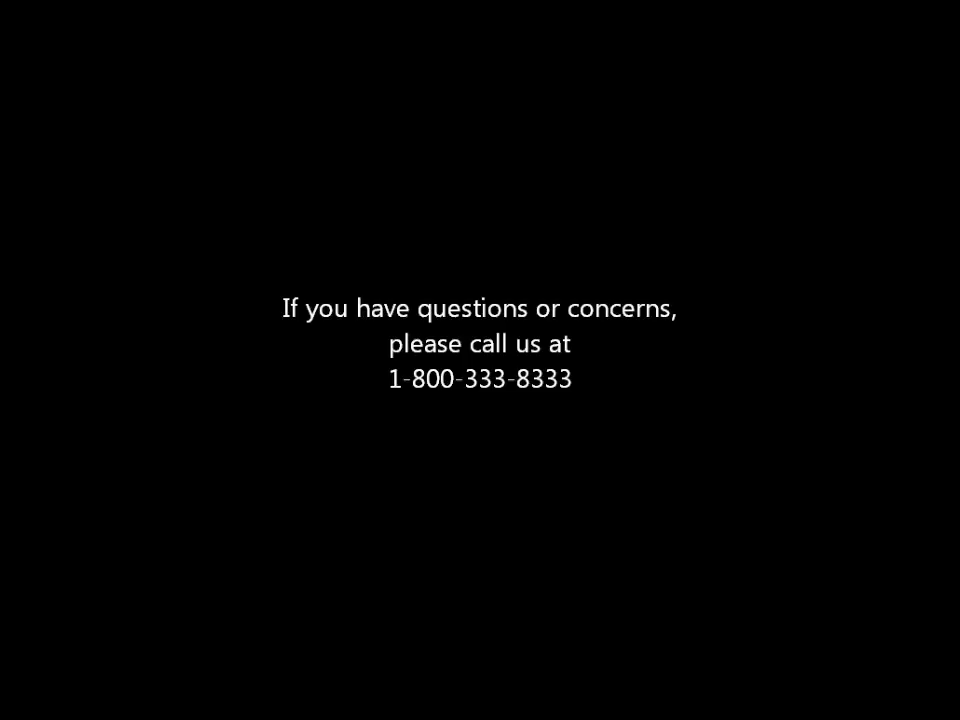 If you have questions or concerns,
please call us at
1-800-333-8333